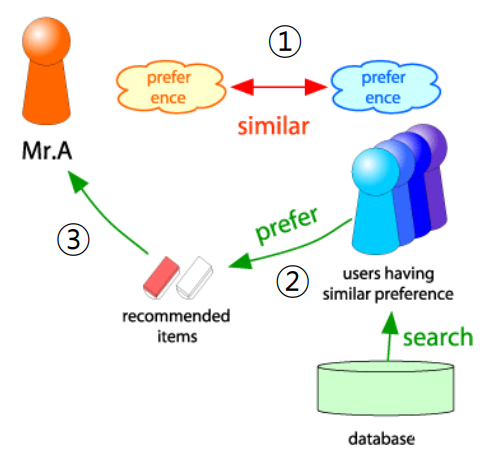 ①
prefer
ence
prefer
ence
similar
Mr.A
prefer
③
②
users having
similar preference
recommended
items
search
database